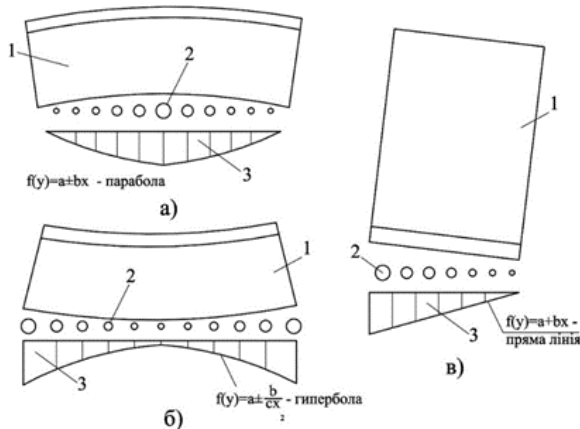 1
2
3
f(y)=a±bx - парабола
а)
1
2
3
f(y)=a±b/cx - гипербола
2
б)
1
2
3
f(y)=a+bx -
пряма лінія
в)